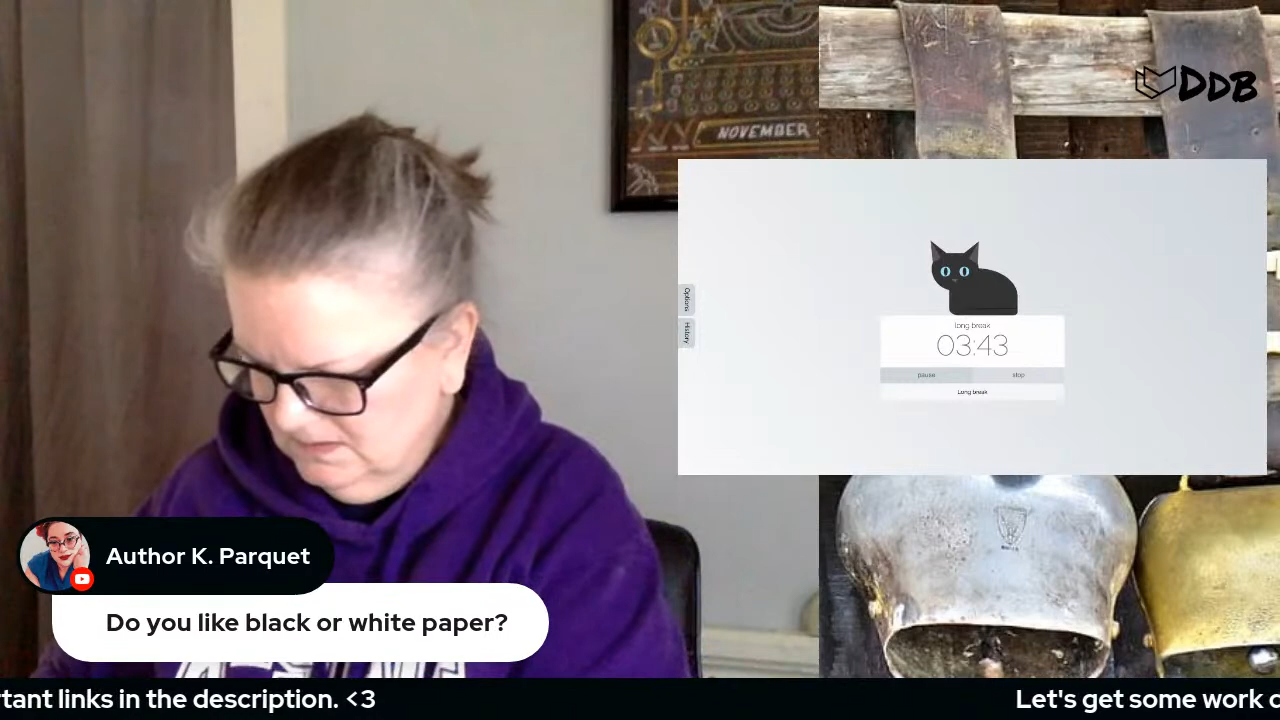 NOVEMBER
DDB
Options
History
long break
03:43
pause
stop
Long break
Author K. Parquet
Do you like black or white paper?
rtant links in the description. <3
Let's get some work